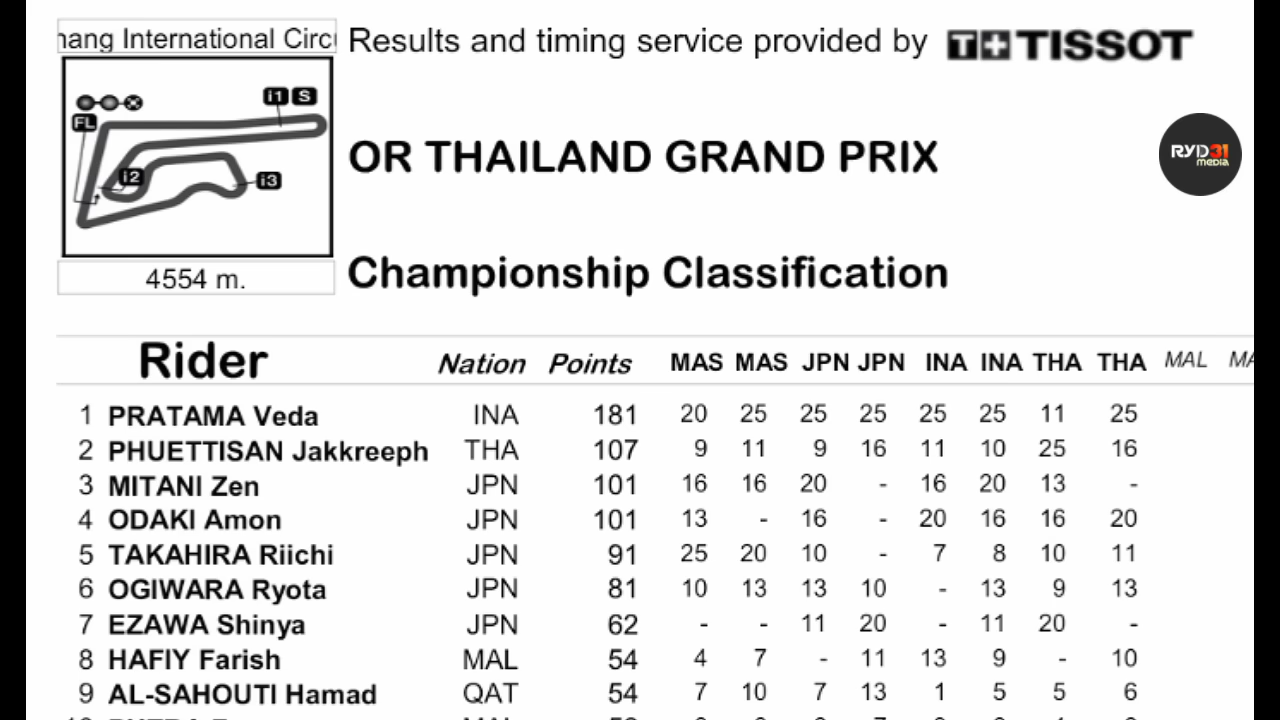 hang International Circu
Results and timing service provided by T+ TISSOT
i1 S
FL
i2
i3
RYD31
media
OR THAILAND GRAND PRIX
4554 m.
Championship Classification
Rider Nation Points MAS MAS JPN JPN INA INA THA THA MAL MA
1 PRATAMA Veda INA 181 20 25 25 25 25 25 11 25
2 PHUETTISAN Jakkreeph THA 107 9 11 9 16 11 10 25 16
3 MITANI Zen JPN 101 16 16 20 - 16 20 13 -
4 ODAKI Amon JPN 101 13 - 16 - 20 16 16 20
5 TAKAHIRA Riichi JPN 91 25 20 10 - 7 8 10 11
6 OGIWARA Ryota JPN 81 10 13 13 10 - 13 9 13
7 EZAWA Shinya JPN 62 - - 11 20 - 11 20 -
8 HAFIY Farish MAL 54 4 7 - 11 13 9 - 10
9 AL-SAHOUTI Hamad QAT 54 7 10 7 13 1 5 5 6